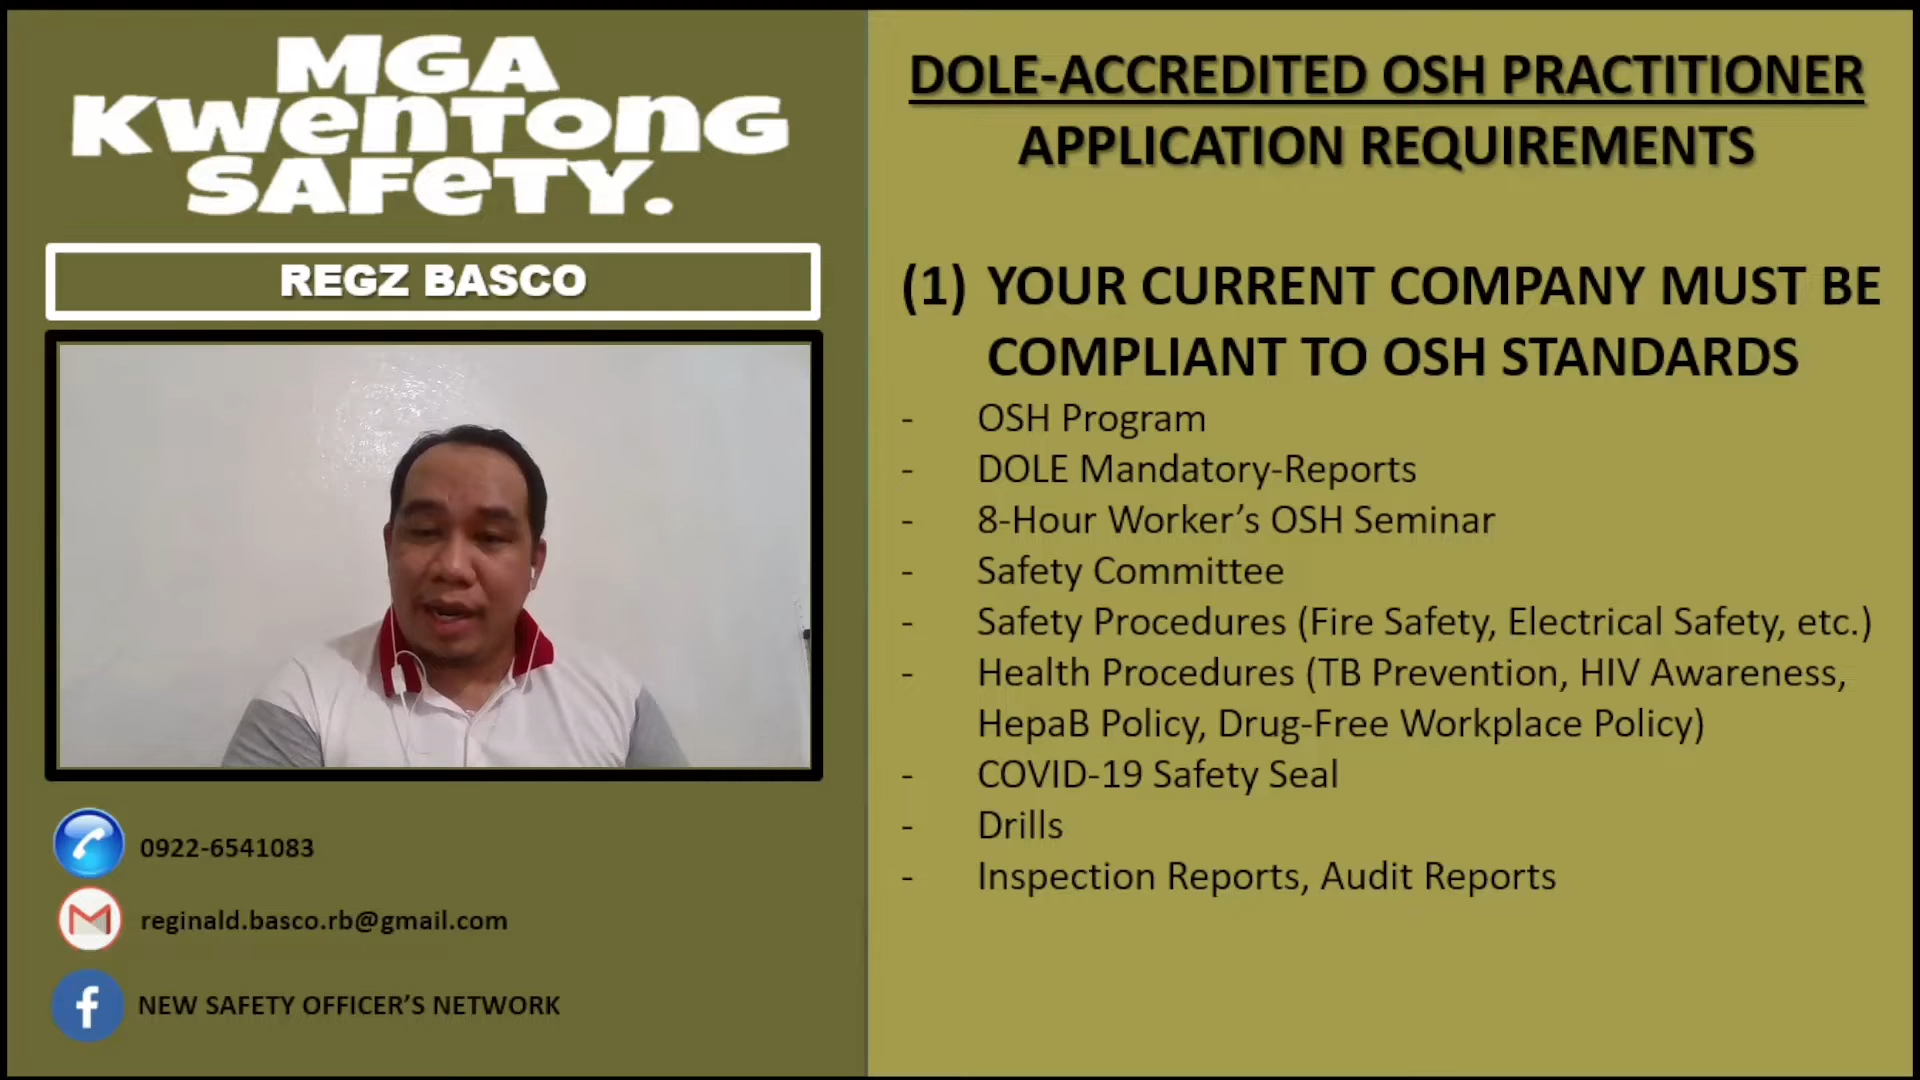 MGA
KWENTONG
SAFETY.
REGZ BASCO
0922-6541083
reginald.basco.rb@gmail.com
NEW SAFETY OFFICER'S NETWORK
DOLE-ACCREDITED OSH PRACTITIONER
APPLICATION REQUIREMENTS
(1) YOUR CURRENT COMPANY MUST BE
COMPLIANT TO OSH STANDARDS
- OSH Program
- DOLE Mandatory-Reports
- 8-Hour Worker's OSH Seminar
- Safety Committee
- Safety Procedures (Fire Safety, Electrical Safety, etc.)
- Health Procedures (TB Prevention, HIV Awareness,
HepaB Policy, Drug-Free Workplace Policy)
- COVID-19 Safety Seal
- Drills
- Inspection Reports, Audit Reports